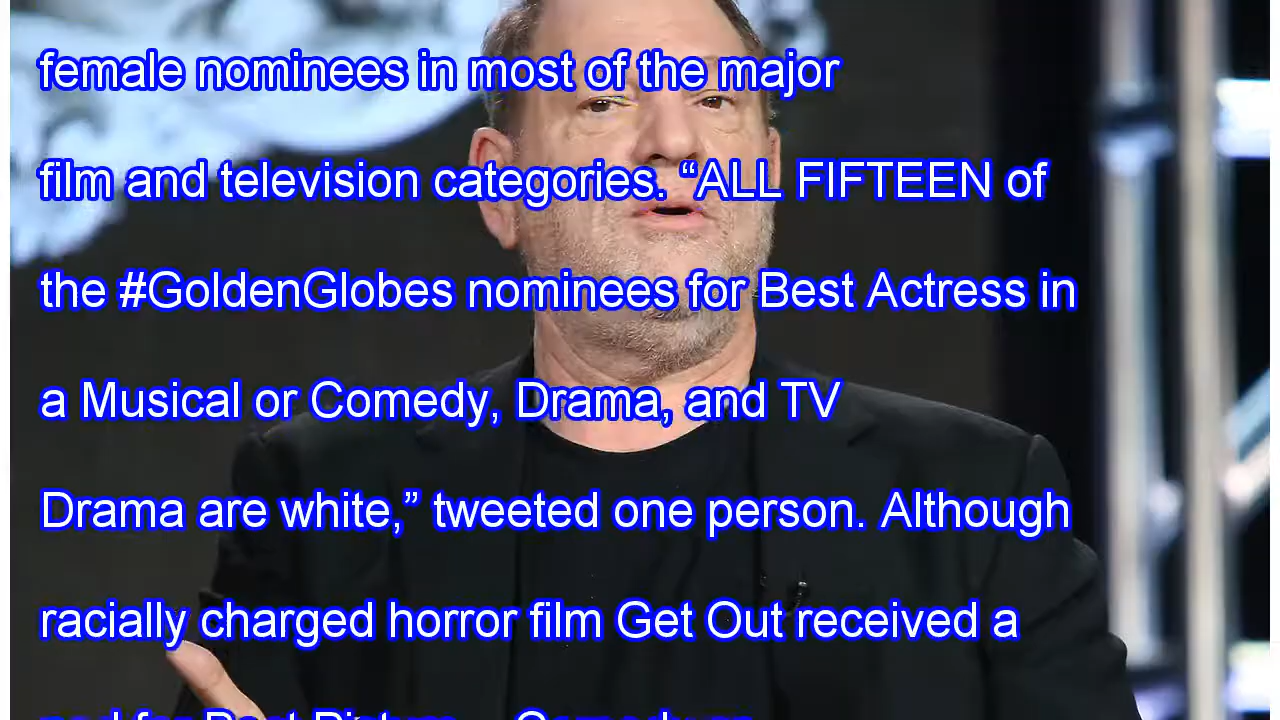 female nominees in most of the major
film and television categories. “ALL FIFTEEN of
the #GoldenGlobes nominees for Best Actress in
a Musical or Comedy, Drama, and TV
Drama are white,” tweeted one person. Although
racially charged horror film Get Out received a